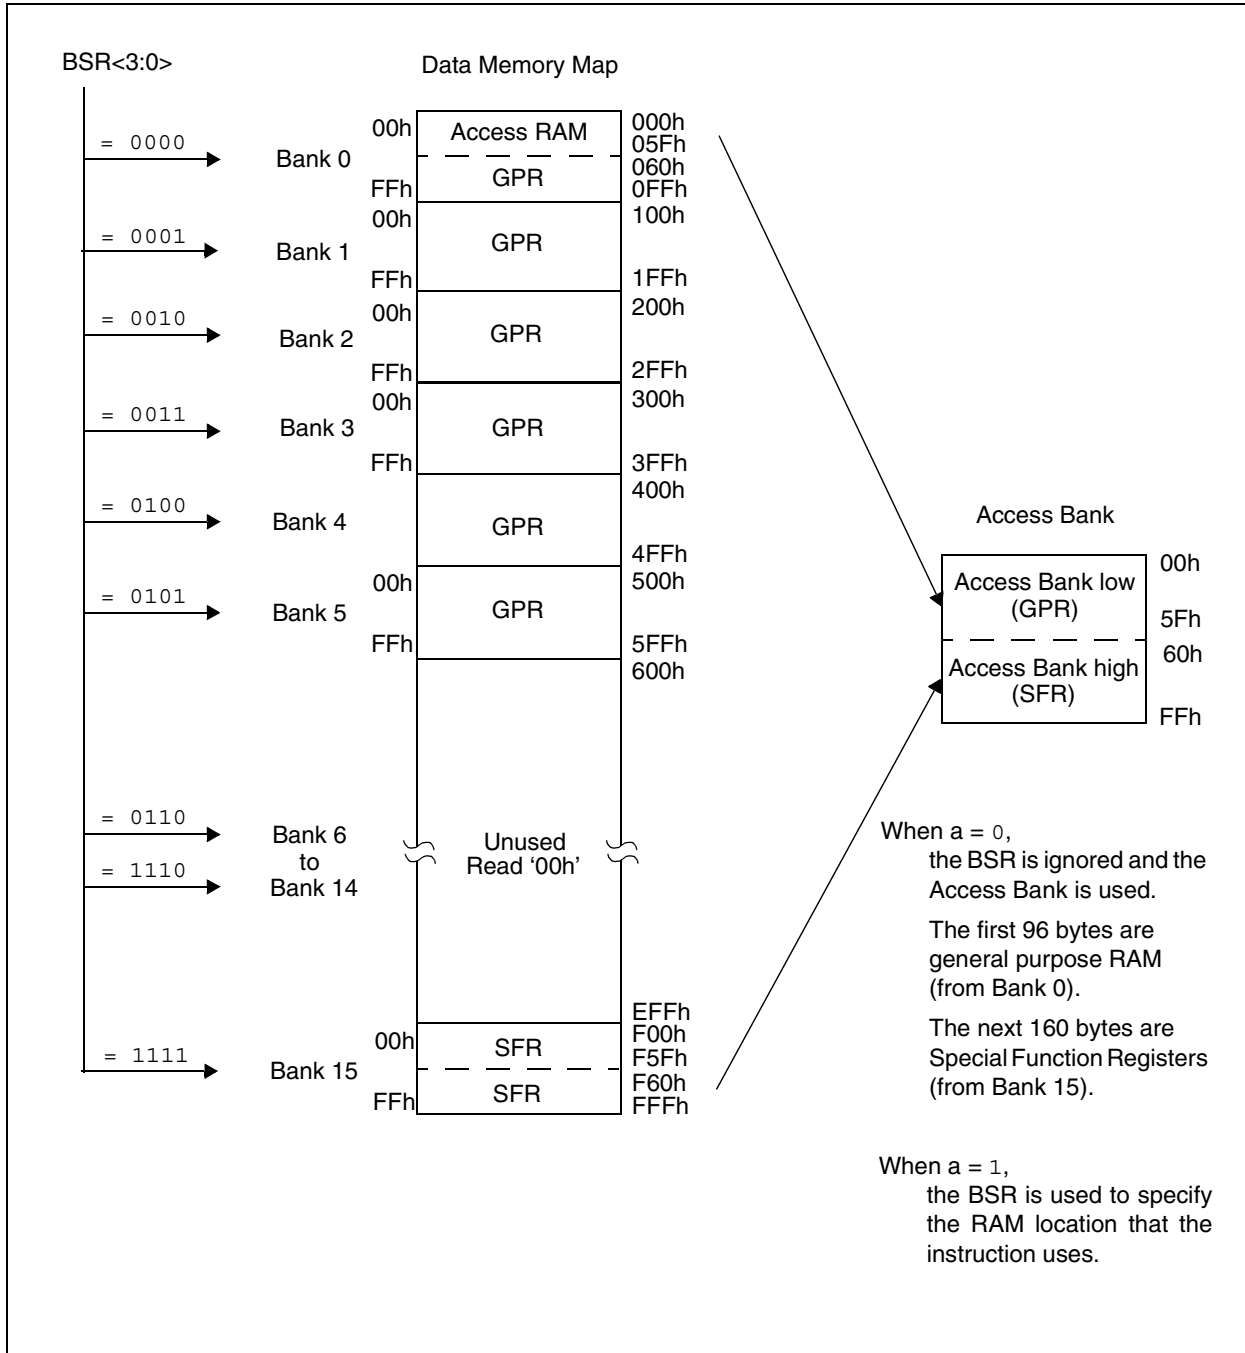 BSR<3:0>
Data Memory Map
= 0000
Bank 0
00h
FFh
Access RAM
GPR
000h
05Fh
060h
0FFh
= 0001
Bank 1
00h
FFh
GPR
100h
1FFh
= 0010
Bank 2
00h
FFh
GPR
200h
2FFh
= 0011
Bank 3
00h
FFh
GPR
300h
3FFh
= 0100
Bank 4
GPR
400h
4FFh
= 0101
Bank 5
00h
FFh
GPR
500h
5FFh
600h
= 0110
= 1110
Bank 6
to
Bank 14
Unused
Read ‘00h’
EFFh
= 1111
Bank 15
00h
FFh
SFR
SFR
F00h
F5Fh
F60h
FFFh
Access Bank
Access Bank low
(GPR)
Access Bank high
(SFR)
00h
5Fh
60h
FFh
When a = 0,
the BSR is ignored and the
Access Bank is used.
The first 96 bytes are
general purpose RAM
(from Bank 0).
The next 160 bytes are
Special Function Registers
(from Bank 15).
When a = 1,
the BSR is used to specify
the RAM location that the
instruction uses.